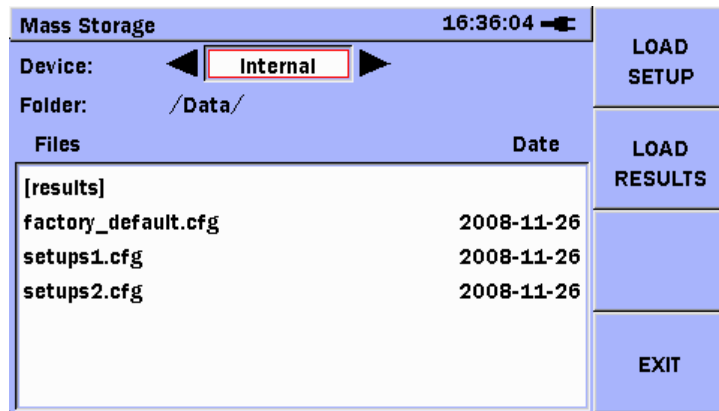 Mass Storage 16:36:04
Device: Internal
Folder: /Data/
Files Date
[results]
factory_default.cfg 2008-11-26
setups1.cfg 2008-11-26
setups2.cfg 2008-11-26
LOAD
SETUP
LOAD
RESULTS
EXIT